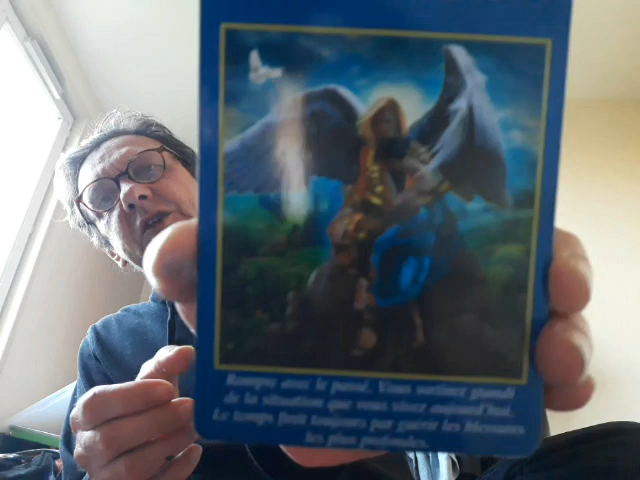 Rompez avec le passé. Vous sortirez grandi
de la situation que vous vivez aujourd'hui.
Le temps finit toujours par guérir les blessures
les plus profondes.